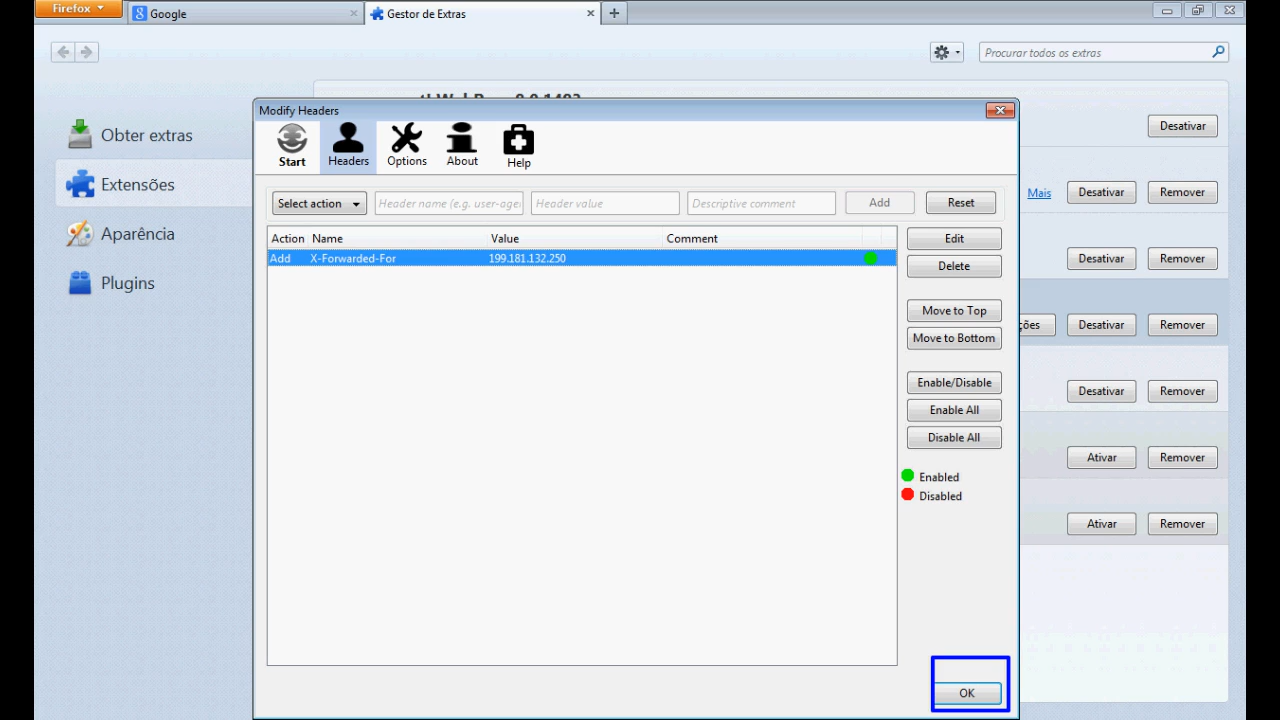 Firefox
Google
Gestor de Extras
Procurar todos os extras
Obter extras
Extensões
Aparência
Plugins
Desativar
Mais Desativar Remover
Desativar Remover
ções Desativar Remover
Desativar Remover
Ativar Remover
Ativar Remover
Modify Headers
Start Headers Options About Help
Select action Header name (e.g. user-age Header value Descriptive comment Add Reset
Action Name Value Comment
Add X-Forwarded-For 199.181.132.250
Edit
Delete
Move to Top
Move to Bottom
Enable/Disable
Enable All
Disable All
Enabled
Disabled
OK